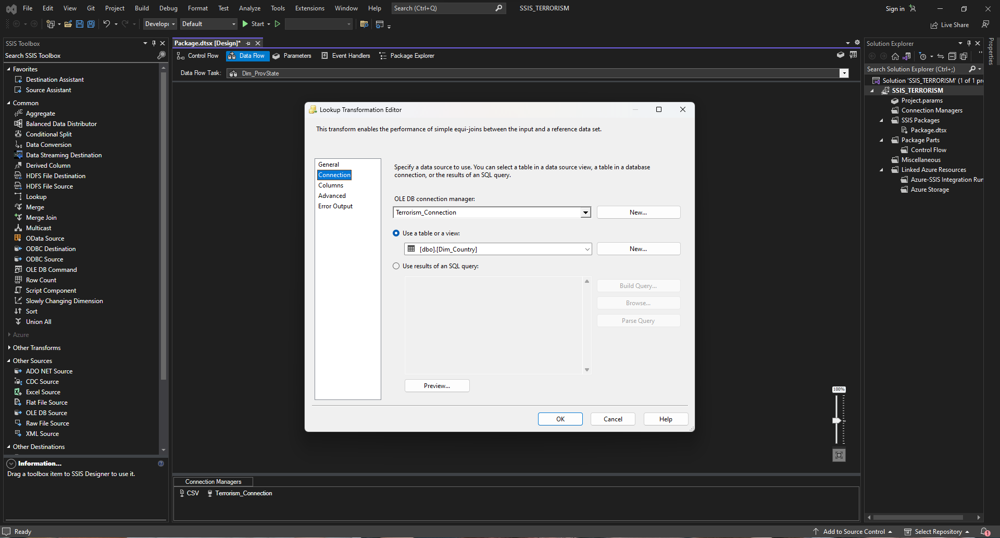 File Edit View Git Project Build Debug Format Test Analyze Tools Extensions Window Help Search (Ctrl+Q) SSIS_TERRORISM Sign in
Developi Default Start Live Share
SSIS Toolbox
Search SSIS Toolbox
Favorites
Destination Assistant
Source Assistant
Common
Aggregate
Balanced Data Distributor
Conditional Split
Data Conversion
Data Streaming Destination
Derived Column
HDFS File Destination
HDFS File Source
Lookup
Merge
Merge Join
Multicast
OData Source
ODBC Destination
ODBC Source
OLE DB Command
Row Count
Script Component
Slowly Changing Dimension
Sort
Union All
Azure
Other Transforms
Other Sources
ADO NET Source
CDC Source
Excel Source
Flat File Source
OLE DB Source
Raw File Source
XML Source
Other Destinations
Information...
Drag a toolbox item to SSIS Designer to use it.
Package.dtsx [Design]*
Control Flow Data Flow Parameters Event Handlers Package Explorer
Data Flow Task: Dim_ProvState
Lookup Transformation Editor
This transform enables the performance of simple equi-joins between the input and a reference data set.
General
Connection
Columns
Advanced
Error Output
Specify a data source to use. You can select a table in a data source view, a table in a database
connection, or the results of an SQL query.
OLE DB connection manager:
Terrorism_Connection New...
Use a table or a view:
[dbo].[Dim_Country] New...
Use results of an SQL query:
Build Query...
Browse...
Parse Query
Preview...
OK Cancel Help
100%
Connection Managers
CSV Terrorism_Connection
Solution Explorer
Search Solution Explorer (Ctrl+;)
Solution 'SSIS_TERRORISM' (1 of 1 pr
SSIS_TERRORISM
Project.params
Connection Managers
SSIS Packages
Package.dtsx
Package Parts
Control Flow
Miscellaneous
Linked Azure Resources
Azure-SSIS Integration Run
Azure Storage
Properties
Ready Add to Source Control Select Repository 1